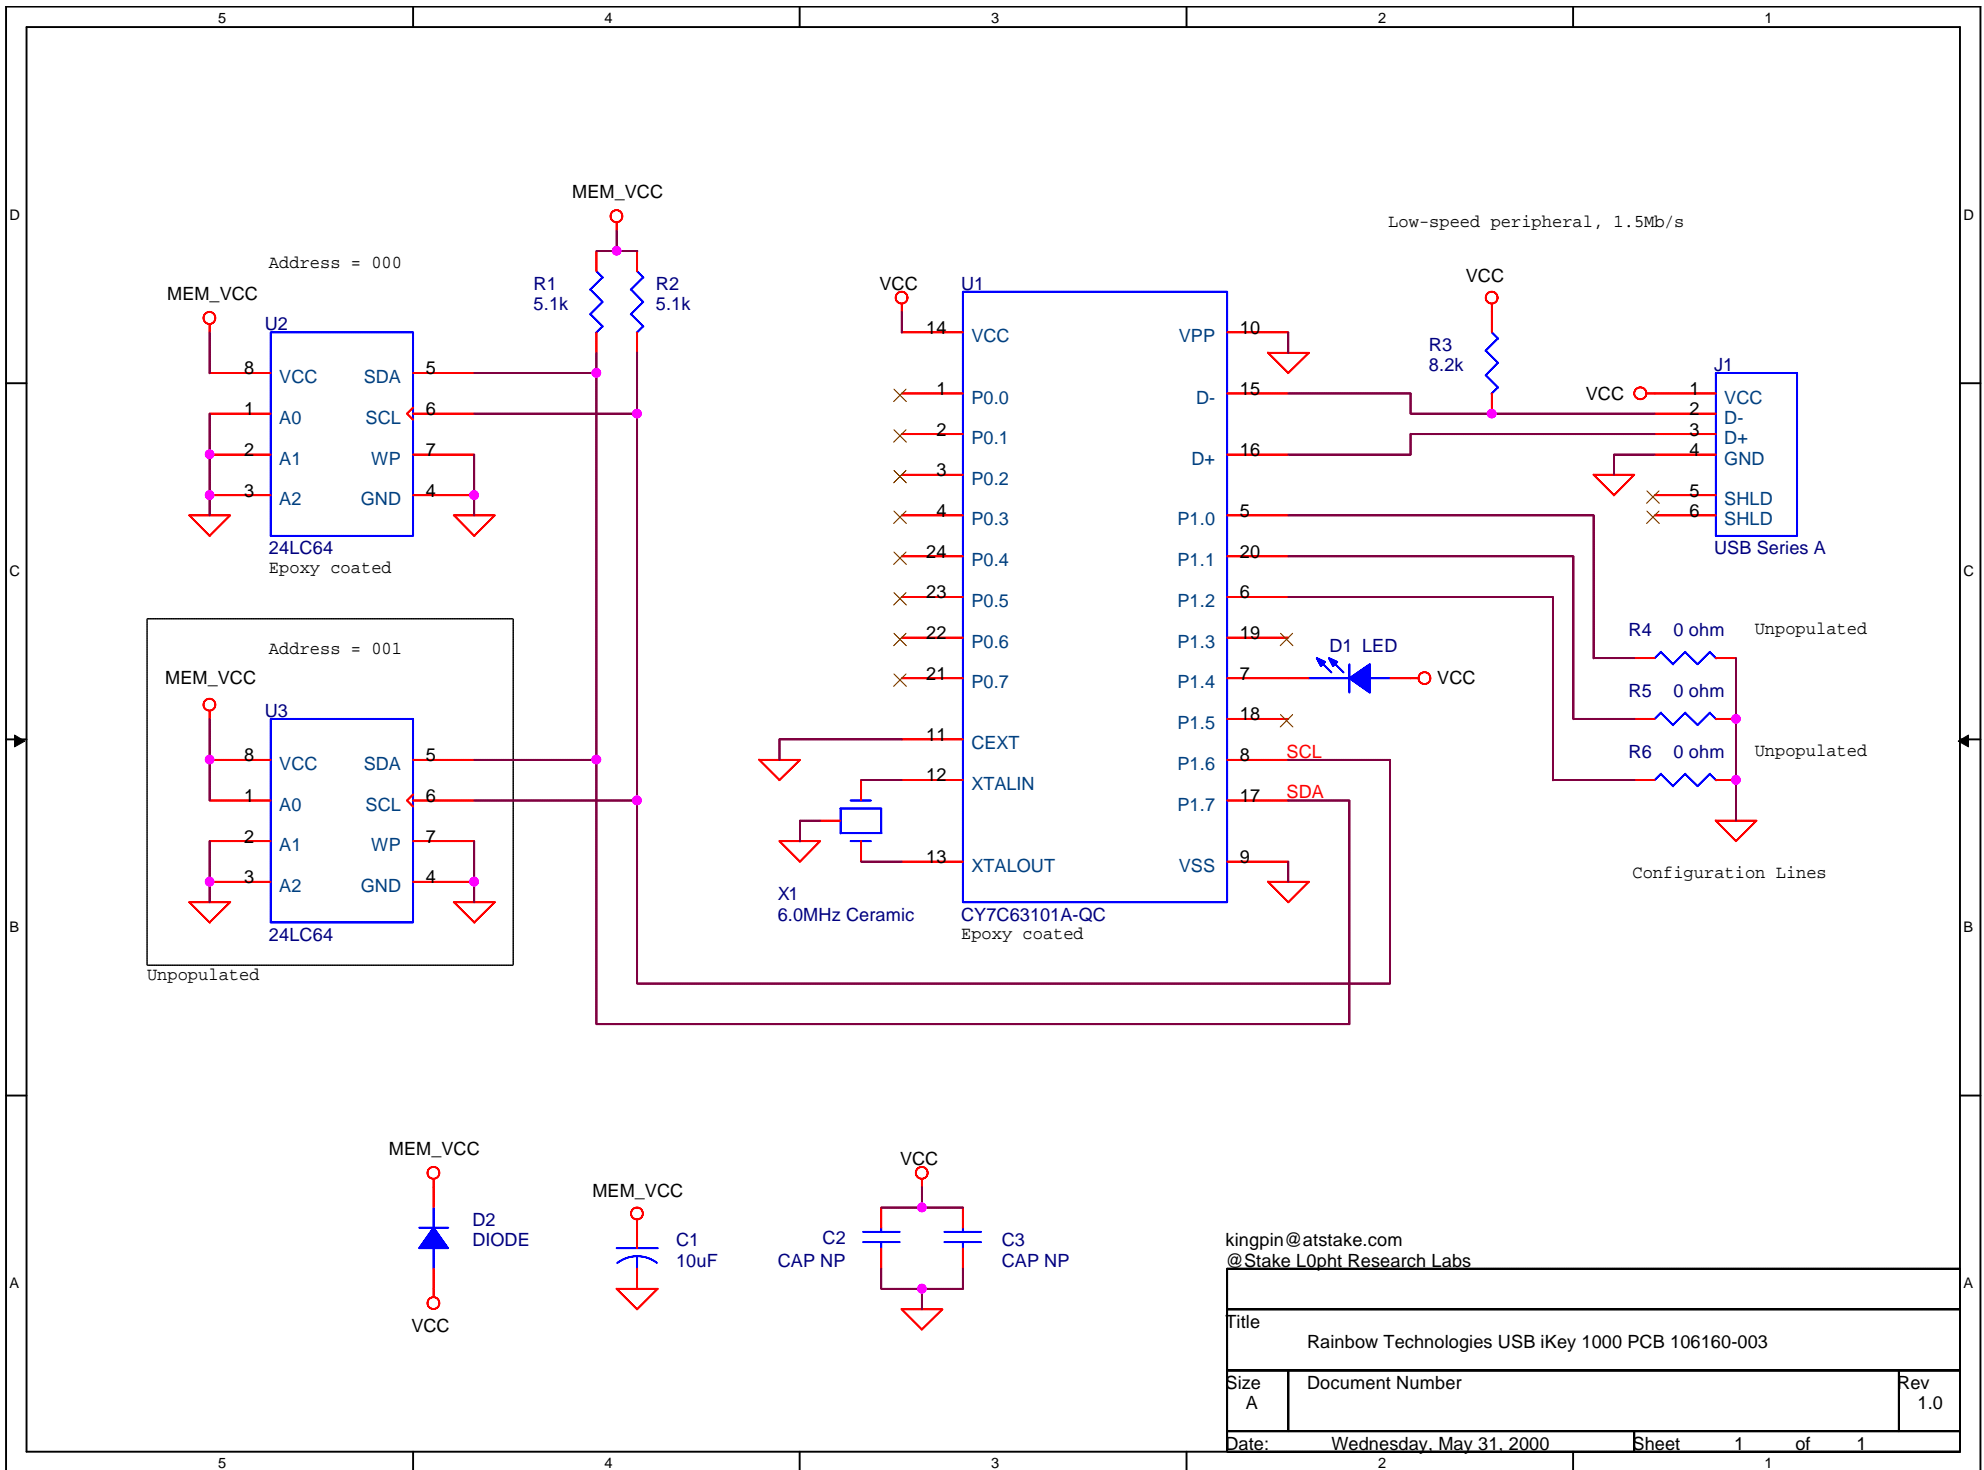 5 4 3 2 1
D D
C C
B B
A A
MEM_VCC
Low-speed peripheral, 1.5Mb/s
Address = 000
MEM_VCC
U2
8 VCC SDA 5
1 A0 SCL 6
2 A1 WP 7
3 A2 GND 4
24LC64
Epoxy coated
R1
5.1k
R2
5.1k
Address = 001
MEM_VCC
U3
8 VCC SDA 5
1 A0 SCL 6
2 A1 WP 7
3 A2 GND 4
24LC64
Unpopulated
VCC
U1
14 VCC VPP 10
1 P0.0 D- 15
2 P0.1
3 P0.2 D+ 16
4 P0.3 P1.0 5
24 P0.4 P1.1 20
23 P0.5 P1.2 6
22 P0.6 P1.3 19
21 P0.7 P1.4 7
P1.5 18
11 CEXT P1.6 8 SCL
12 XTALIN P1.7 17 SDA
13 XTALOUT VSS 9
CY7C63101A-QC
Epoxy coated
X1
6.0MHz Ceramic
D1 LED
VCC
VCC
R3
8.2k
J1
VCC
1 VCC
2 D-
3 D+
4 GND
5 SHLD
6 SHLD
USB Series A
R4 0 ohm Unpopulated
R5 0 ohm
R6 0 ohm Unpopulated
Configuration Lines
MEM_VCC
D2
DIODE
VCC
MEM_VCC
C1
10uF
VCC
C2
CAP NP
C3
CAP NP
kingpin@atstake.com
@Stake L0pht Research Labs
Title
Rainbow Technologies USB iKey 1000 PCB 106160-003
Size Document Number Rev
A 1.0
Date: Wednesday, May 31, 2000 Sheet 1 of 1
5 4 3 2 1